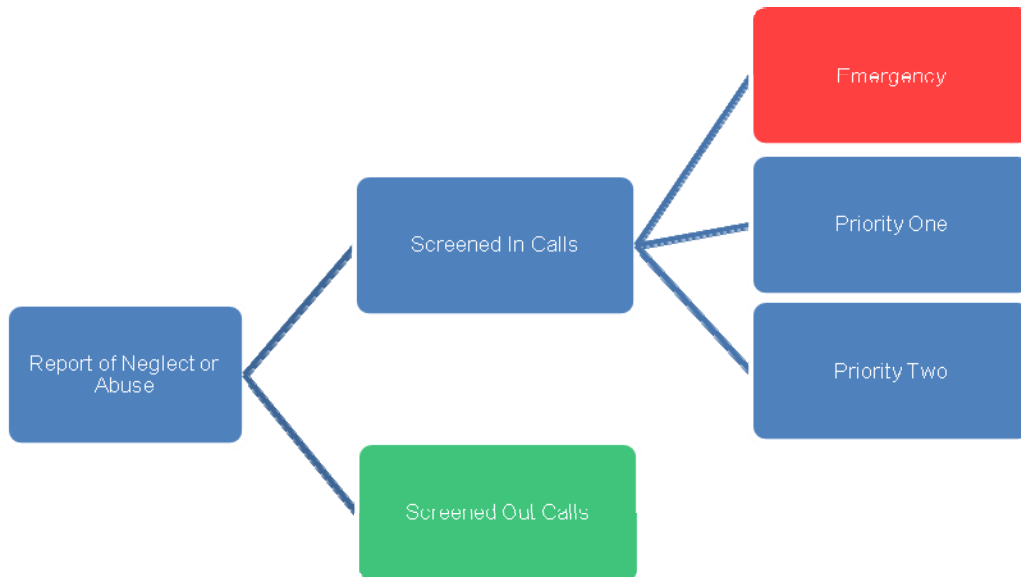 Emergency
Screened In Calls
Priority One
Report of Neglect or
Abuse
Priority Two
Screened Out Calls